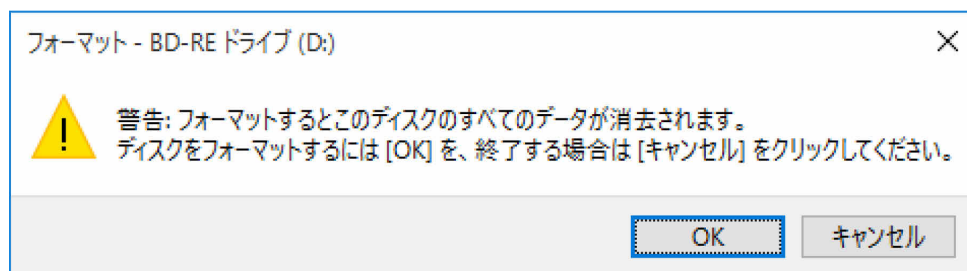 フォーマット - BD-RE ドライブ (D:)
警告: フォーマットするとこのディスクのすべてのデータが消去されます。
ディスクをフォーマットするには [OK] を、終了する場合は [キャンセル] をクリックしてください。
OK キャンセル